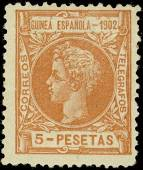 GUINEA ESPAÑOLA-1902
CORREOS
TELEGRAFOS
5-PESETAS